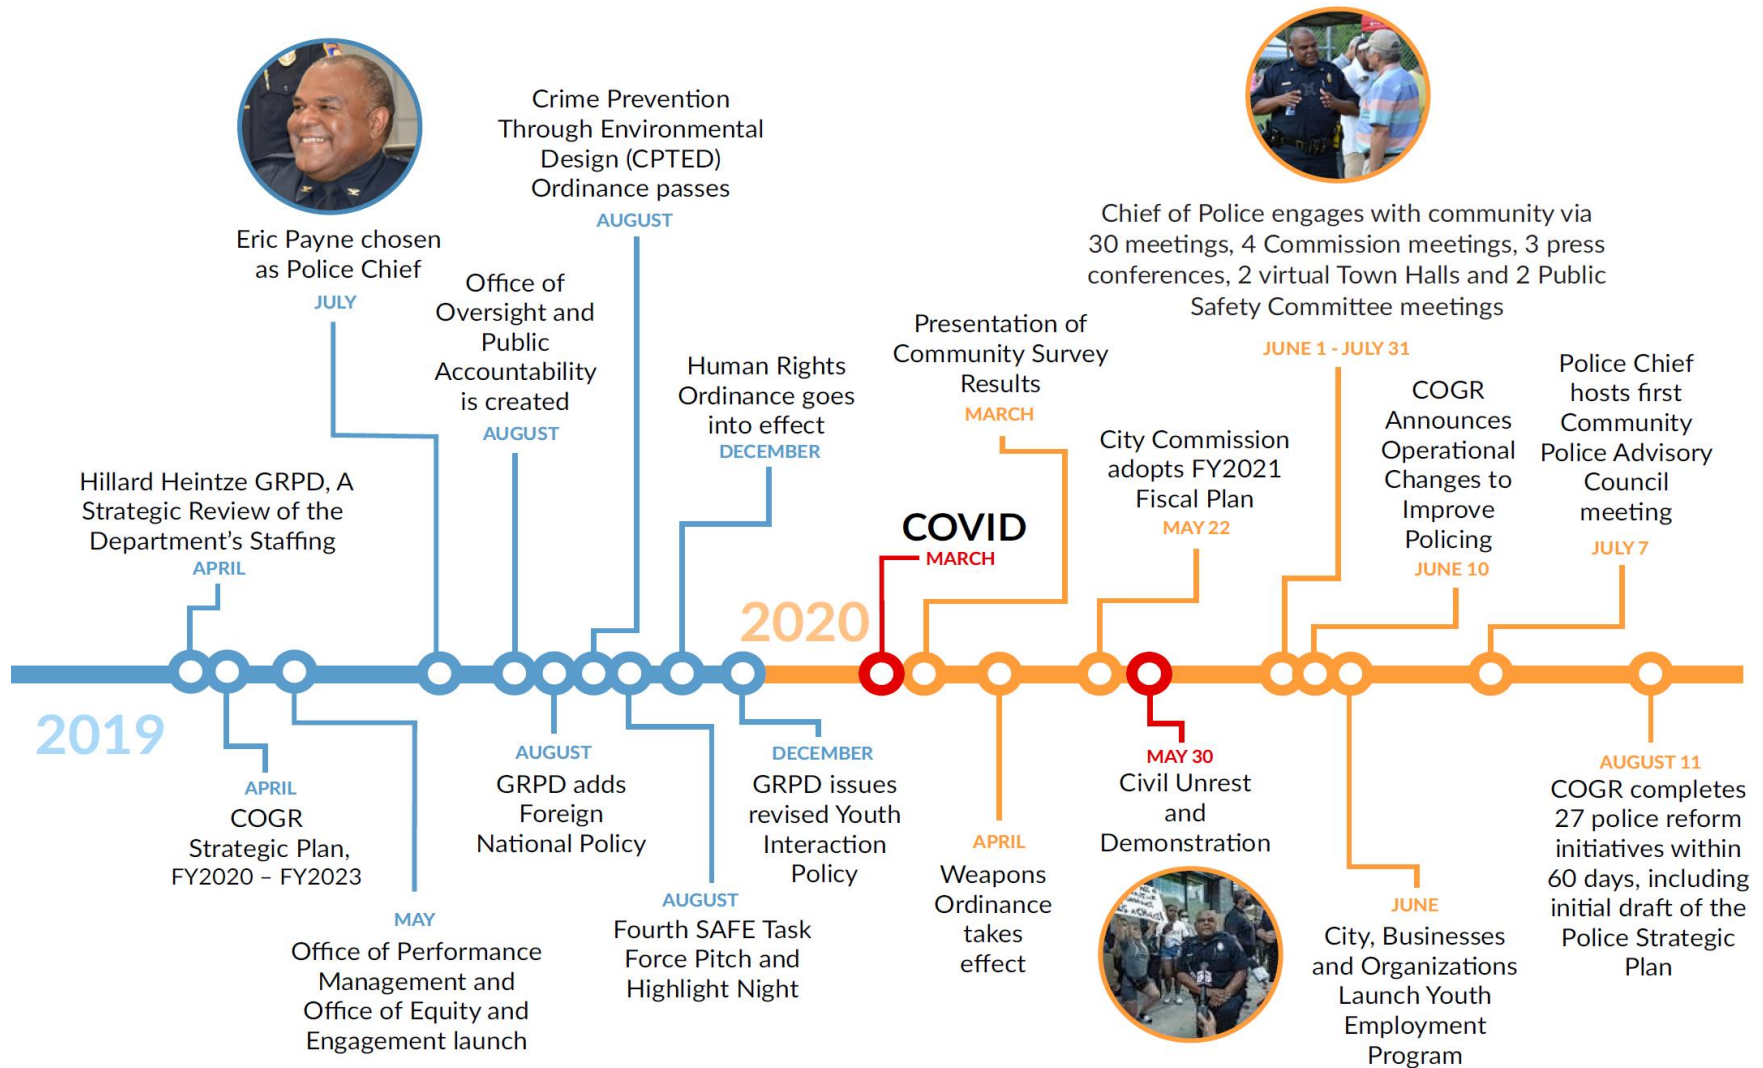 Eric Payne chosen
as Police Chief
JULY
Crime Prevention
Through Environmental
Design (CPTED)
Ordinance passes
AUGUST
Office of
Oversight and
Public
Accountability
is created
AUGUST
Hillard Heintze GRPD, A
Strategic Review of the
Department's Staffing
APRIL
Human Rights
Ordinance goes
into effect
DECEMBER
2019
APRIL
COGR
Strategic Plan,
FY2020 – FY2023
MAY
Office of Performance
Management and
Office of Equity and
Engagement launch
AUGUST
GRPD adds
Foreign
National Policy
AUGUST
Fourth SAFE Task
Force Pitch and
Highlight Night
DECEMBER
GRPD issues
revised Youth
Interaction
Policy
2020
COVID
MARCH
Presentation of
Community Survey
Results
MARCH
City Commission
adopts FY2021
Fiscal Plan
MAY 22
Chief of Police engages with community via
30 meetings, 4 Commission meetings, 3 press
conferences, 2 virtual Town Halls and 2 Public
Safety Committee meetings
JUNE 1 - JULY 31
COGR
Announces
Operational
Changes to
Improve
Policing
JUNE 10
Police Chief
hosts first
Community
Police Advisory
Council
meeting
JULY 7
APRIL
Weapons
Ordinance
takes
effect
MAY 30
Civil Unrest
and
Demonstration
JUNE
City, Businesses
and Organizations
Launch Youth
Employment
Program
AUGUST 11
COGR completes
27 police reform
initiatives within
60 days, including
initial draft of the
Police Strategic
Plan